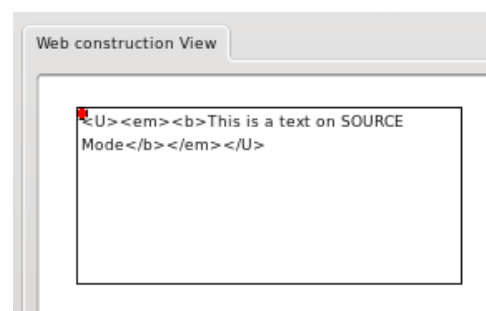 Web construction View
<U><em><b>This is a text on SOURCE
Mode</b></em></U>